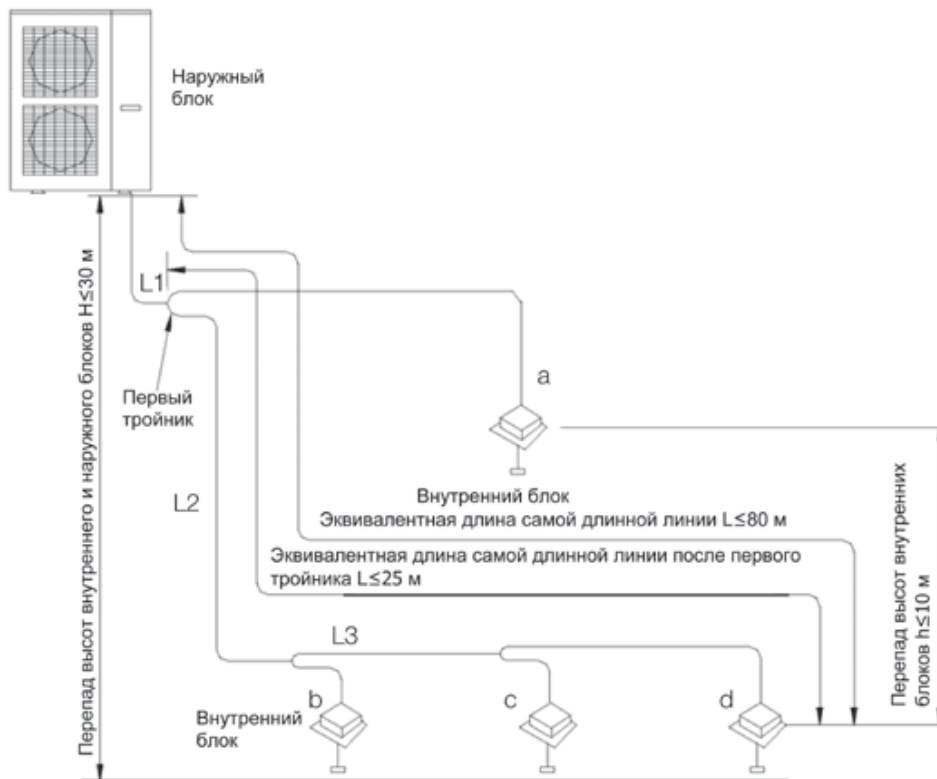 Наружный
блок
Перепад высот внутреннего и наружного блоков H≤30 м
L1
Первый
тройник
a
L2
Внутренний блок
Эквивалентная длина самой длинной линии L≤80 м
Эквивалентная длина самой длинной линии после первого
тройника L≤25 м
Перепад высот внутренних
блоков h≤10 м
L3
b
c
d
Внутренний
блок